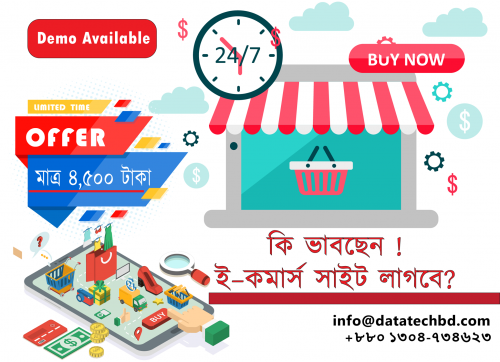 Demo Available
24/7
BUY NOW
LIMITED TIME
OFFER
মাত্র ৪,৫০০ টাকা
কি ভাবছেন !
ই-কমার্স সাইট লাগবে?
BUY
info@datatechbd.com
+৮৮০ ১৩০৪-৭৩৪৬২৩